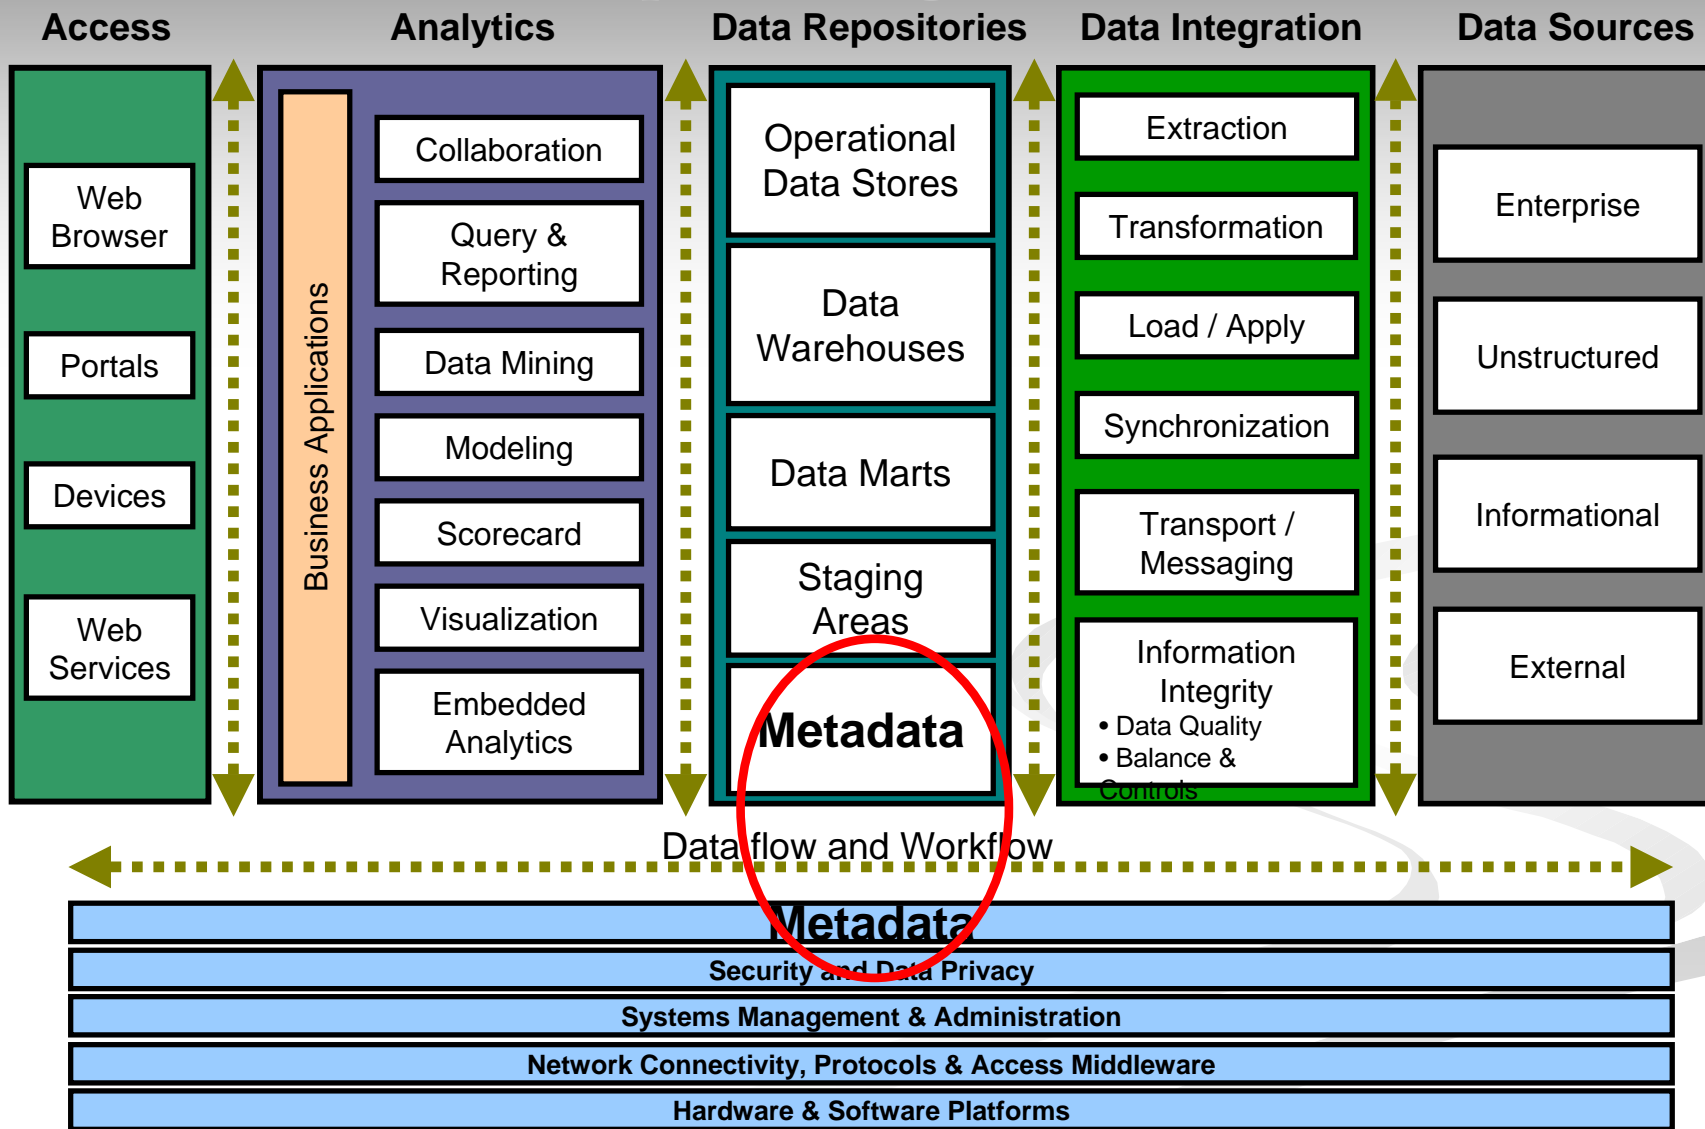 Access
Analytics
Data Repositories
Data Integration
Data Sources
Web
Browser
Portals
Devices
Web
Services
Business Applications
Collaboration
Query &
Reporting
Data Mining
Modeling
Scorecard
Visualization
Embedded
Analytics
Operational
Data Stores
Data
Warehouses
Data Marts
Staging
Areas
Metadata
Extraction
Transformation
Load / Apply
Synchronization
Transport /
Messaging
Information
Integrity
• Data Quality
• Balance &
Controls
Enterprise
Unstructured
Informational
External
Data flow and Workflow
Metadata
Security and Data Privacy
Systems Management & Administration
Network Connectivity, Protocols & Access Middleware
Hardware & Software Platforms